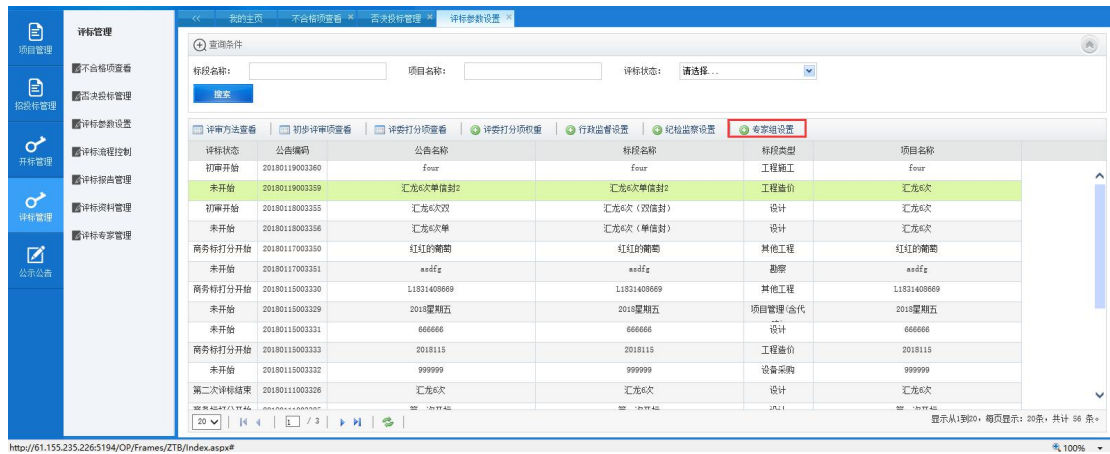 << 我的主页 不合格项查看 × 否决投标管理 × 评标参数设置 ×
项目管理
招投标管理
开标管理
评标管理
公示公告
评标管理
不合格项查看
否决投标管理
评标参数设置
评标流程控制
评标报告管理
评标资料管理
评标专家管理
查询条件
标段名称： 项目名称： 评标状态： 请选择...
搜索
评审方法查看 初步评审项查看 评委打分项查看 评委打分项权重 行政监督设置 纪检监察设置 专家组设置
评标状态 公告编码 公告名称 标段名称 标段类型 项目名称
初审开始 20180119003360 four four 工程施工 four
未开始 20180119003359 汇龙6次单信封2 汇龙6次单信封2 工程造价 汇龙6次
初审开始 20180118003355 汇龙6次双 汇龙6次（双信封） 设计 汇龙6次
未开始 20180118003356 汇龙6次单 汇龙6次（单信封） 设计 汇龙6次
商务标打分开始 20180117003350 红红的葡萄 红红的葡萄 其他工程 红红的葡萄
未开始 20180117003351 asdfg asdfg 勘察 asdfg
商务标打分开始 20180115003330 L1831408669 L1831408669 其他工程 L1831408669
未开始 20180115003329 2018星期五 2018星期五 项目管理(含代 2018星期五
未开始 20180115003331 666666 666666 设计 666666
商务标打分开始 20180115003333 2018115 2018115 工程造价 2018115
未开始 20180115003332 999999 999999 设备采购 999999
第二次评标结束 20180111003326 汇龙6次 汇龙6次 设计 汇龙6次
20 1 / 3 显示从1到20，每页显示：20条，共计 56 条。
http://61.155.235.226:5194/OP/Frames/ZTB/Index.aspx# 100%